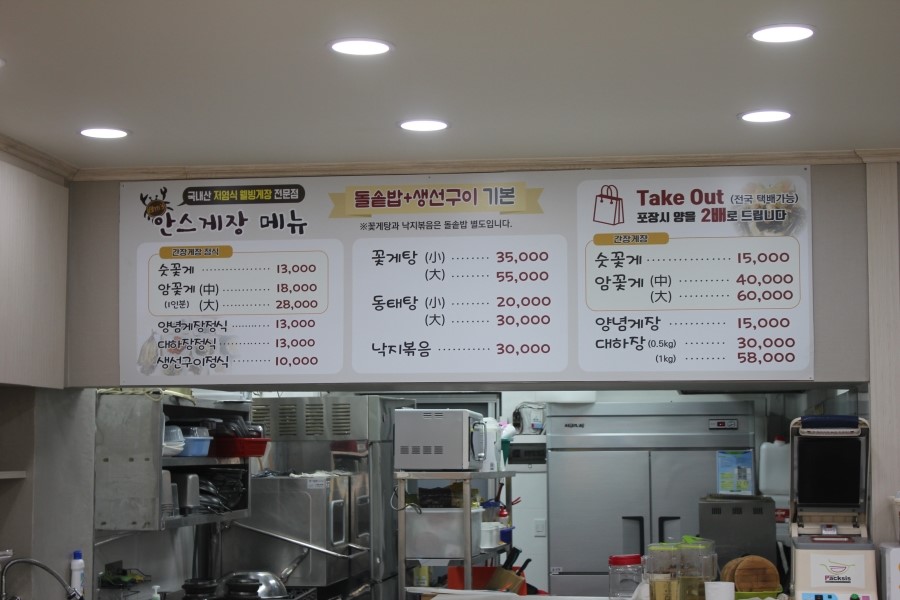 국내산 저염식 웰빙게장 전문점
안스게장 메뉴
간장게장 정식
숫꽃게 ············ 13,000
암꽃게 (中) ········ 18,000
(1인분) (大) ········ 28,000
양념게장정식 ············ 13,000
대하장정식 ············ 13,000
생선구이정식 ············ 10,000
돌솥밥+생선구이 기본
※꽃게탕과 낙지볶음은 돌솥밥 별도입니다.
꽃게탕 (小) ········ 35,000
(大) ········ 55,000
동태탕 (小) ········ 20,000
(大) ········ 30,000
낙지볶음 ············ 30,000
Take Out (전국 택배가능)
포장시 양을 2배로 드립니다
간장게장
숫꽃게 ············ 15,000
암꽃게 (中) ········ 40,000
(大) ········ 60,000
양념게장 ············ 15,000
대하장 (0.5kg) ········ 30,000
(1kg) ········ 58,000
Packsis